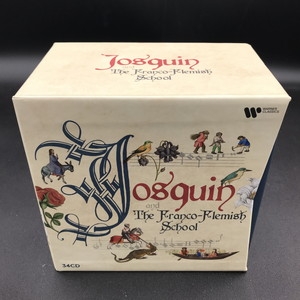 Josquin
The Franco-Flemish
School
WARNER
CLASSICS
Josquin
and
The Franco-Flemish
School
34CD